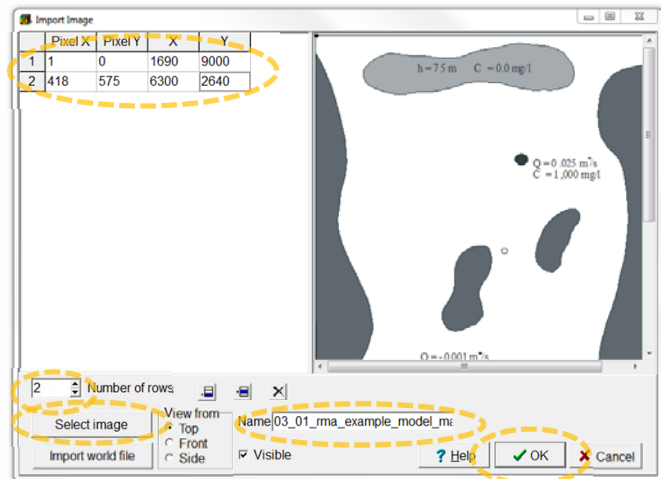 Import Image
Pixel X Pixel Y X Y
1 1 0 1690 9000
2 418 575 6300 2640
h = 75 m C = 0.0 mg/l
Q = 0 .025 m³/s
C = 1 ,000 mg/l
Q = -0.001 m³/s
2 Number of rows
Select image
Import world file
View from
Top
Front
Side
Name 03_01_rma_example_model_ma
Visible
? Help
OK
Cancel